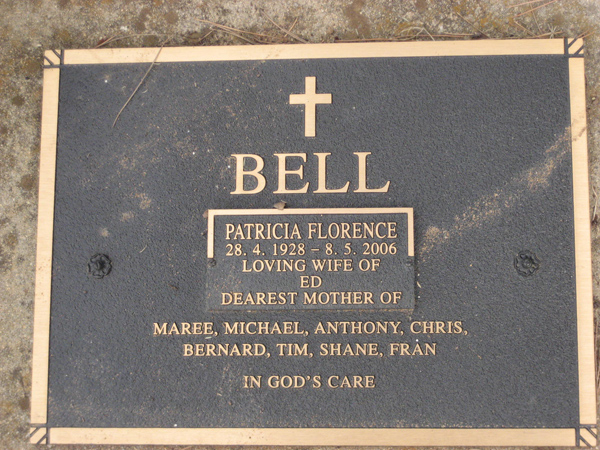 BELL
PATRICIA FLORENCE
28. 4. 1928 – 8. 5. 2006
LOVING WIFE OF
ED
DEAREST MOTHER OF
MAREE, MICHAEL, ANTHONY, CHRIS,
BERNARD, TIM, SHANE, FRAN
IN GOD'S CARE